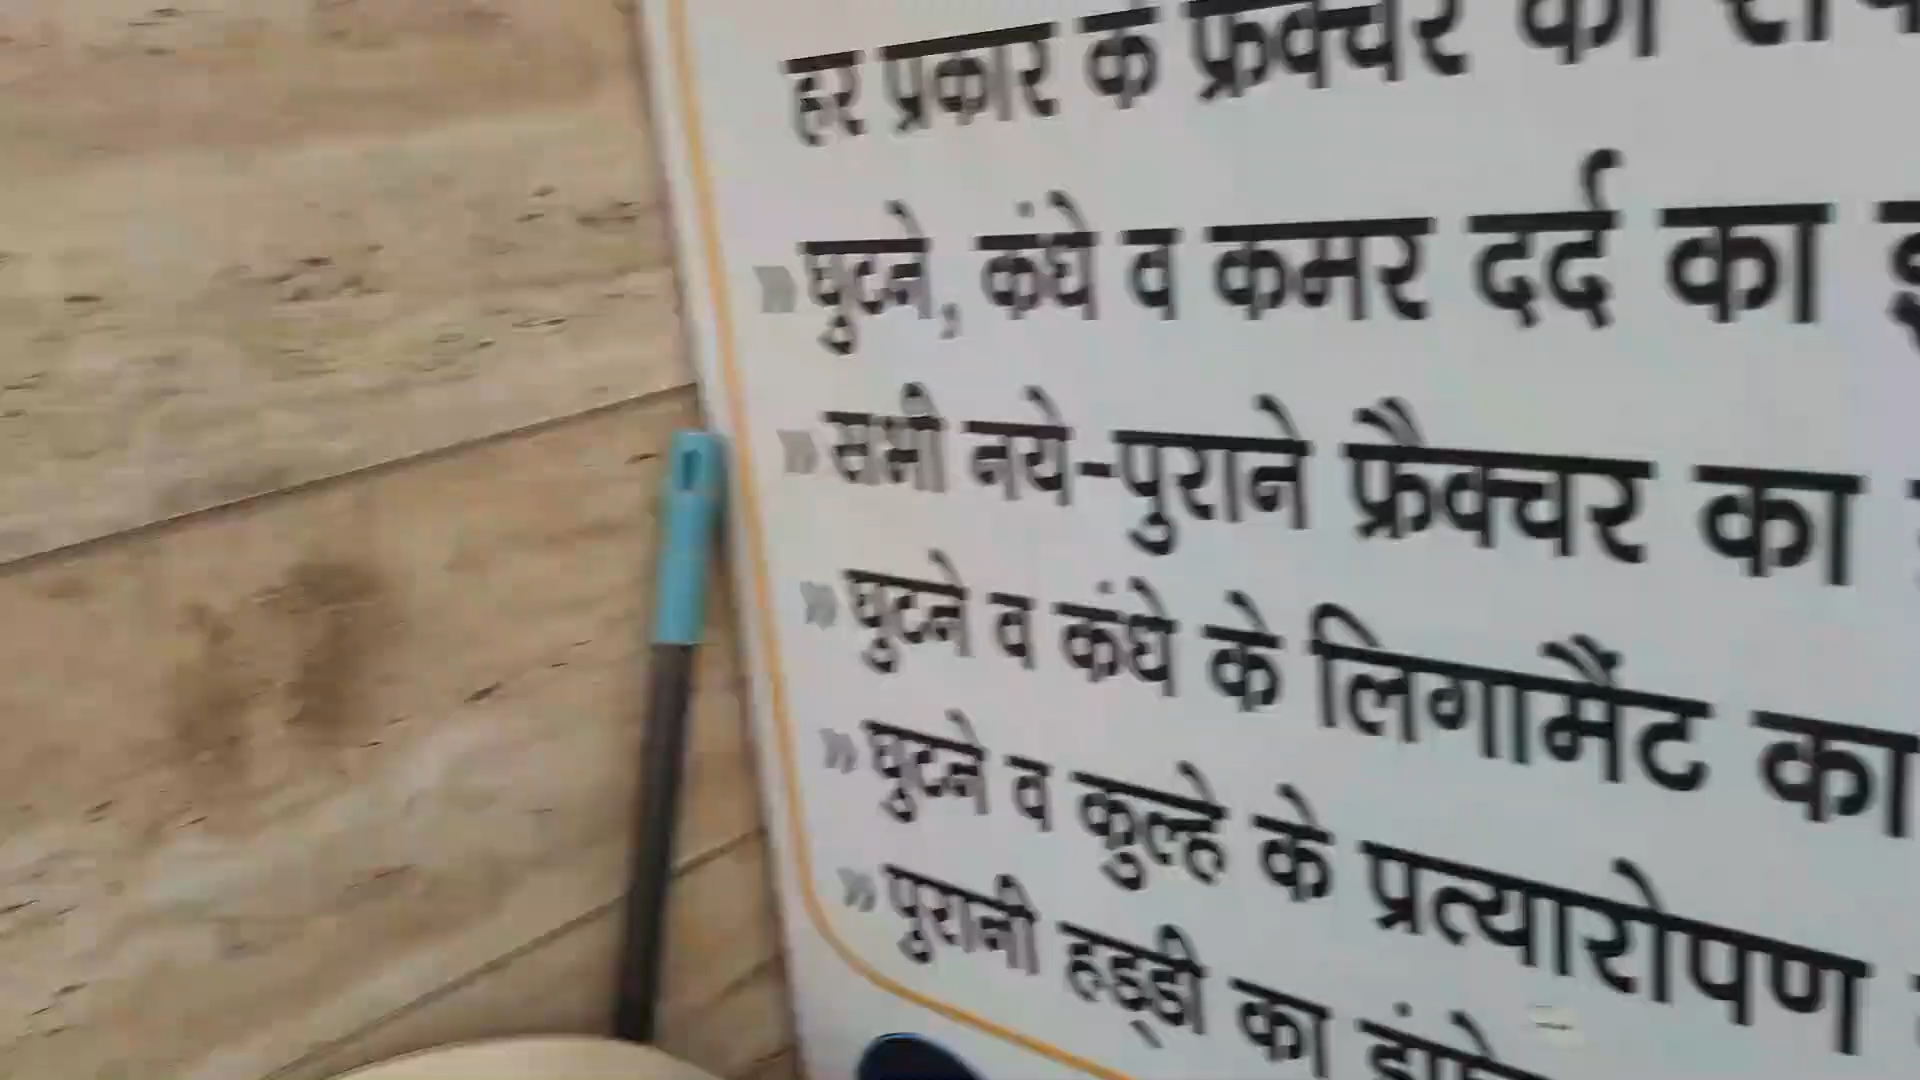 हर प्रकार के फ्रैक्चर का
» घुटने, कंधे व कमर दर्द का
» सभी नये-पुराने फ्रैक्चर का
» घुटने व कंधे के लिगामैंट का
» घुटने व कुल्हे के प्रत्यारोपण
» पुरानी हड्डी का